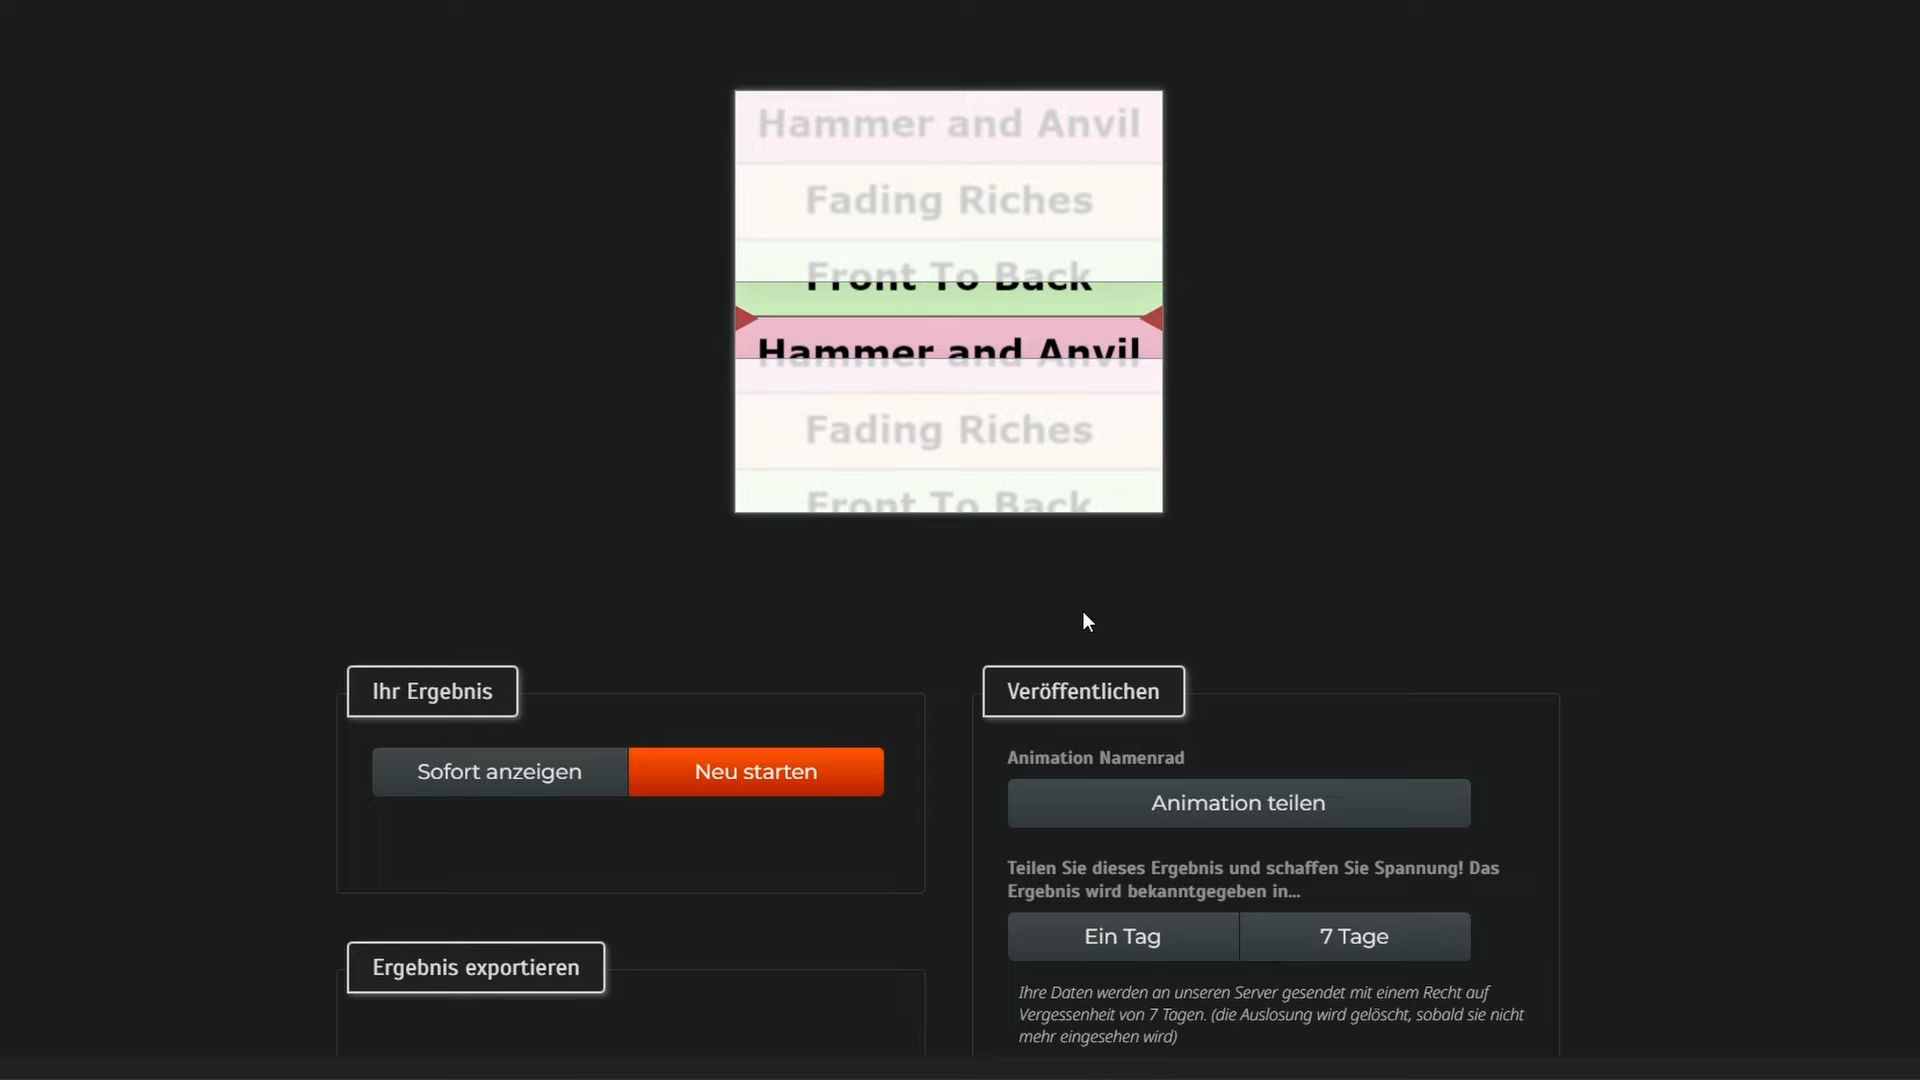 Hammer and Anvil
Fading Riches
Front To Back
Hammer and Anvil
Fading Riches
Front To Back
Ihr Ergebnis
Sofort anzeigen
Neu starten
Ergebnis exportieren
Veröffentlichen
Animation Namenrad
Animation teilen
Teilen Sie dieses Ergebnis und schaffen Sie Spannung! Das
Ergebnis wird bekanntgegeben in...
Ein Tag
7 Tage
Ihre Daten werden an unseren Server gesendet mit einem Recht auf
Vergessenheit von 7 Tagen. (die Auslosung wird gelöscht, sobald sie nicht
mehr eingesehen wird)